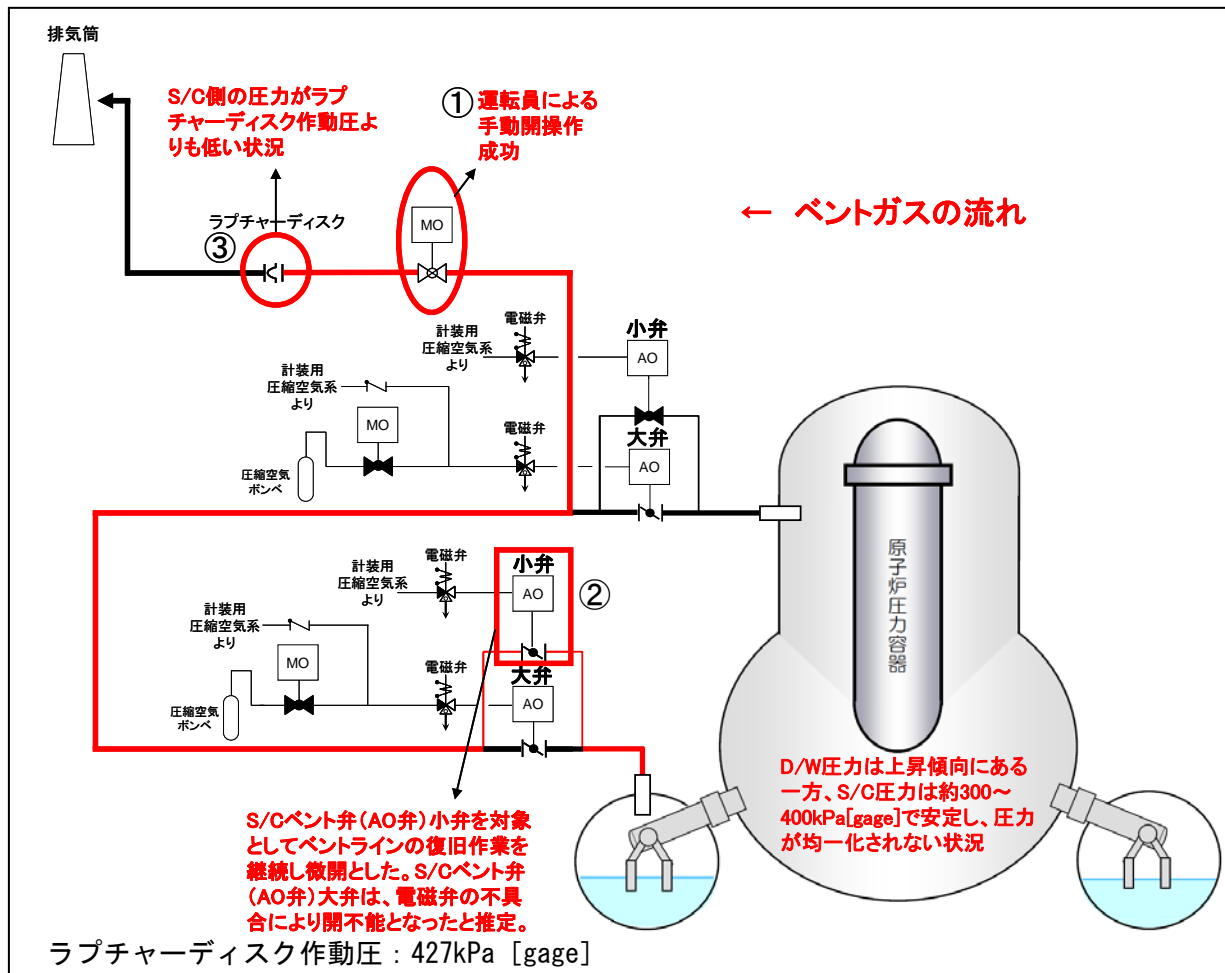 排気筒
S/C側の圧力がラプ
チャーディスク作動圧よ
りも低い状況
① 運転員による
手動開操作
成功
← ベントガスの流れ
ラプチャーディスク
③
MO
電磁弁
小弁
計装用
圧縮空気系
より
AO
計装用
圧縮空気系
より
MO
電磁弁
大弁
AO
圧縮空気
ボンベ
原子炉圧力容器
電磁弁
小弁
②
計装用
圧縮空気系
より
AO
計装用
圧縮空気系
より
MO
電磁弁
大弁
AO
圧縮空気
ボンベ
D/W圧力は上昇傾向にある
一方、S/C圧力は約300～
400kPa[gage]で安定し、圧力
が均一化されない状況
S/Cベント弁(AO弁)小弁を対象
としてベントラインの復旧作業を
継続し微開とした。S/Cベント弁
(AO弁)大弁は、電磁弁の不具
合により開不能となったと推定。
ラプチャーディスク作動圧：427kPa [gage]